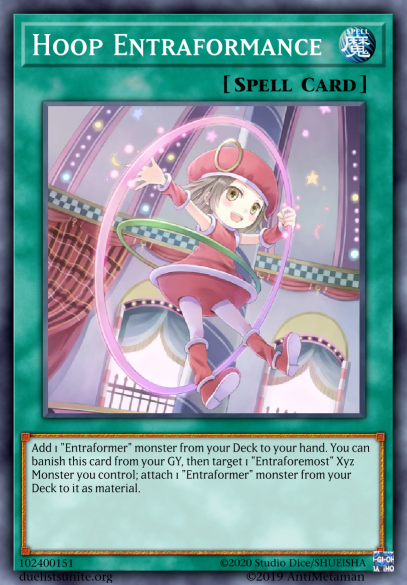 Hoop Entraformance
SPELL
魔
[Spell Card]
Add 1 "Entraformer" monster from your Deck to your hand. You can
banish this card from your GY, then target 1 "Entraforemost" Xyz
Monster you control; attach 1 "Entraformer" monster from your
Deck to it as material.
102400151
©2020 Studio Dice/SHUEISHA
duelistsunite.org
©2019 AntiMetaman